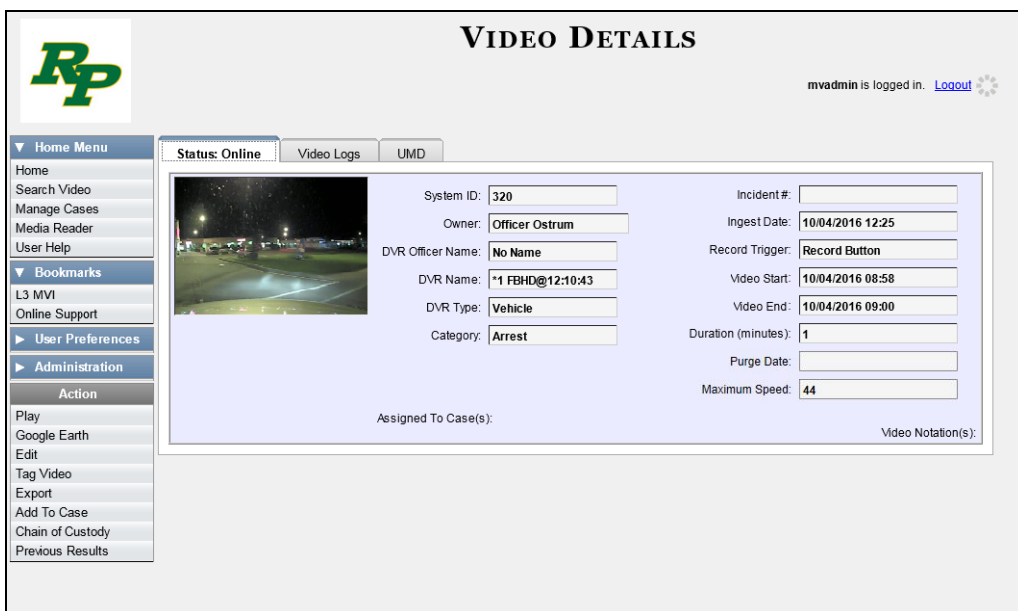 RP
VIDEO DETAILS
mvadmin is logged in. Logout
Home Menu
Home
Search Video
Manage Cases
Media Reader
User Help
Bookmarks
L3 MVI
Online Support
User Preferences
Administration
Action
Play
Google Earth
Edit
Tag Video
Export
Add To Case
Chain of Custody
Previous Results
Status: Online Video Logs UMD
System ID: 320
Owner: Officer Ostrum
DVR Officer Name: No Name
DVR Name: *1 FBHD@12:10:43
DVR Type: Vehicle
Category: Arrest
Incident #:
Ingest Date: 10/04/2016 12:25
Record Trigger: Record Button
Video Start: 10/04/2016 08:58
Video End: 10/04/2016 09:00
Duration (minutes): 1
Purge Date:
Maximum Speed: 44
Assigned To Case(s):
Video Notation(s):